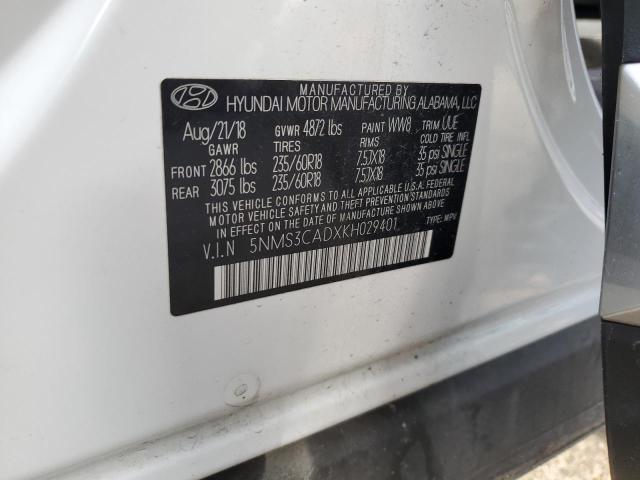 MANUFACTURED BY
HYUNDAI MOTOR MANUFACTURING, ALABAMA, LLC
Aug/21/18 GVWR 4872 lbs PAINT WW8 TRIM UUE
GAWR TIRES RIMS COLD TIRE INFL
FRONT 2866 lbs 235/60R18 7.5JX18 35 psi SINGLE
REAR 3075 lbs 235/60R18 7.5JX18 35 psi SINGLE
THIS VEHICLE CONFORMS TO ALL APPLICABLE U.S.A. FEDERAL
MOTOR VEHICLE SAFETY, BUMPER, AND THEFT PREVENTION STANDARDS
IN EFFECT ON THE DATE OF MANUFACTURE SHOWN ABOVE.
V.I.N 5NMS3CADXKH029401 TYPE: MPV